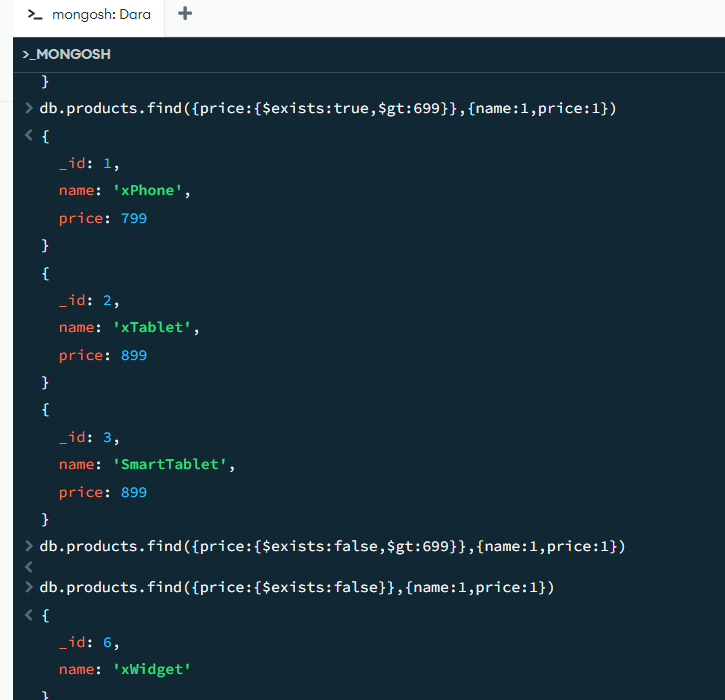 >_ mongosh: Dara +
>_MONGOSH
}
> db.products.find({price:{$exists:true,$gt:699}},{name:1,price:1})
< {
_id: 1,
name: 'xPhone',
price: 799
}
{
_id: 2,
name: 'xTablet',
price: 899
}
{
_id: 3,
name: 'SmartTablet',
price: 899
}
> db.products.find({price:{$exists:false,$gt:699}},{name:1,price:1})
<
> db.products.find({price:{$exists:false}},{name:1,price:1})
< {
_id: 6,
name: 'xWidget'
}